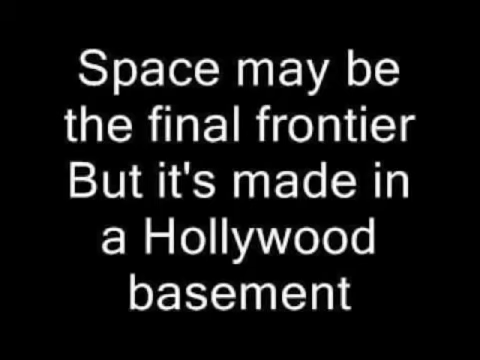 Space may be
the final frontier
But it's made in
a Hollywood
basement